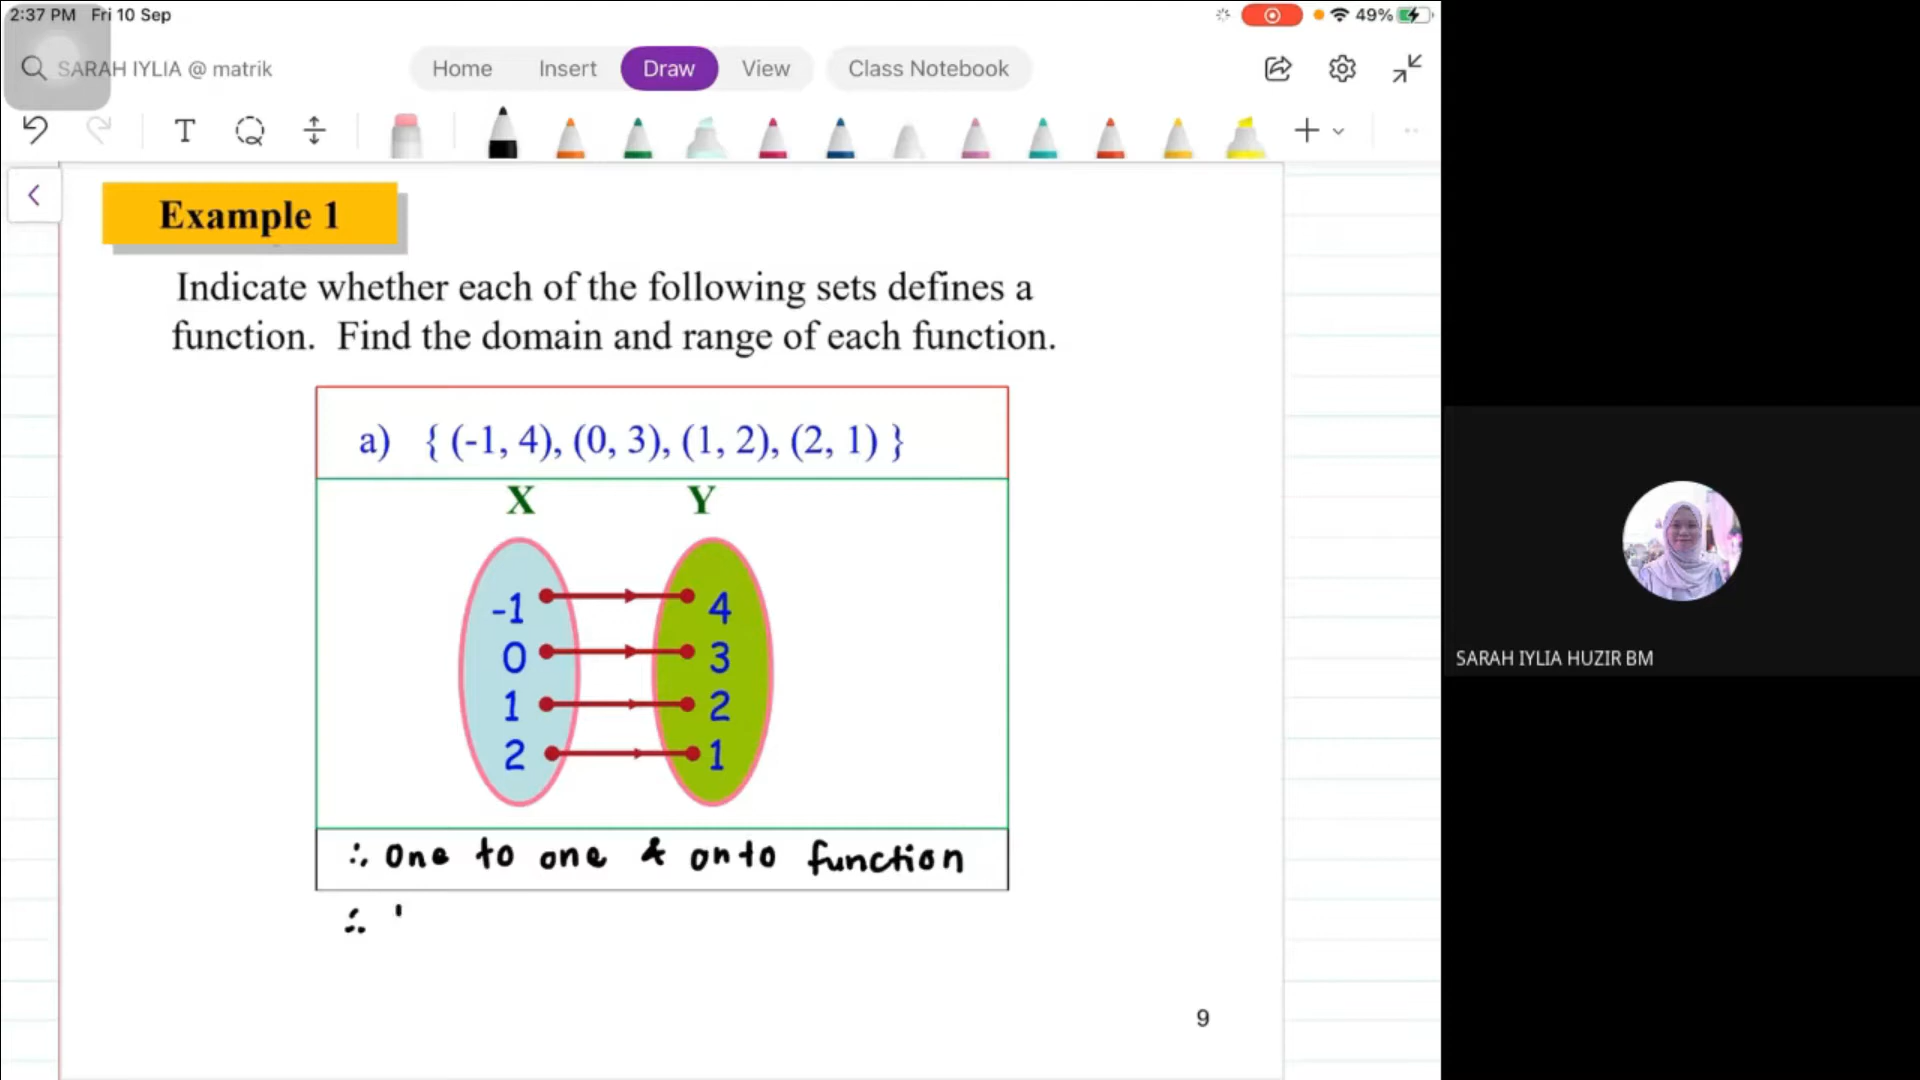 2:37 PM Fri 10 Sep
49%
SARAH IYLIA @ matrik
Home Insert Draw View Class Notebook
T
Example 1
Indicate whether each of the following sets defines a
function. Find the domain and range of each function.
a) { (-1, 4), (0, 3), (1, 2), (2, 1) }
X Y
-1 4
0 3
1 2
2 1
∴ one to one & onto function
∴
9
SARAH IYLIA HUZIR BM